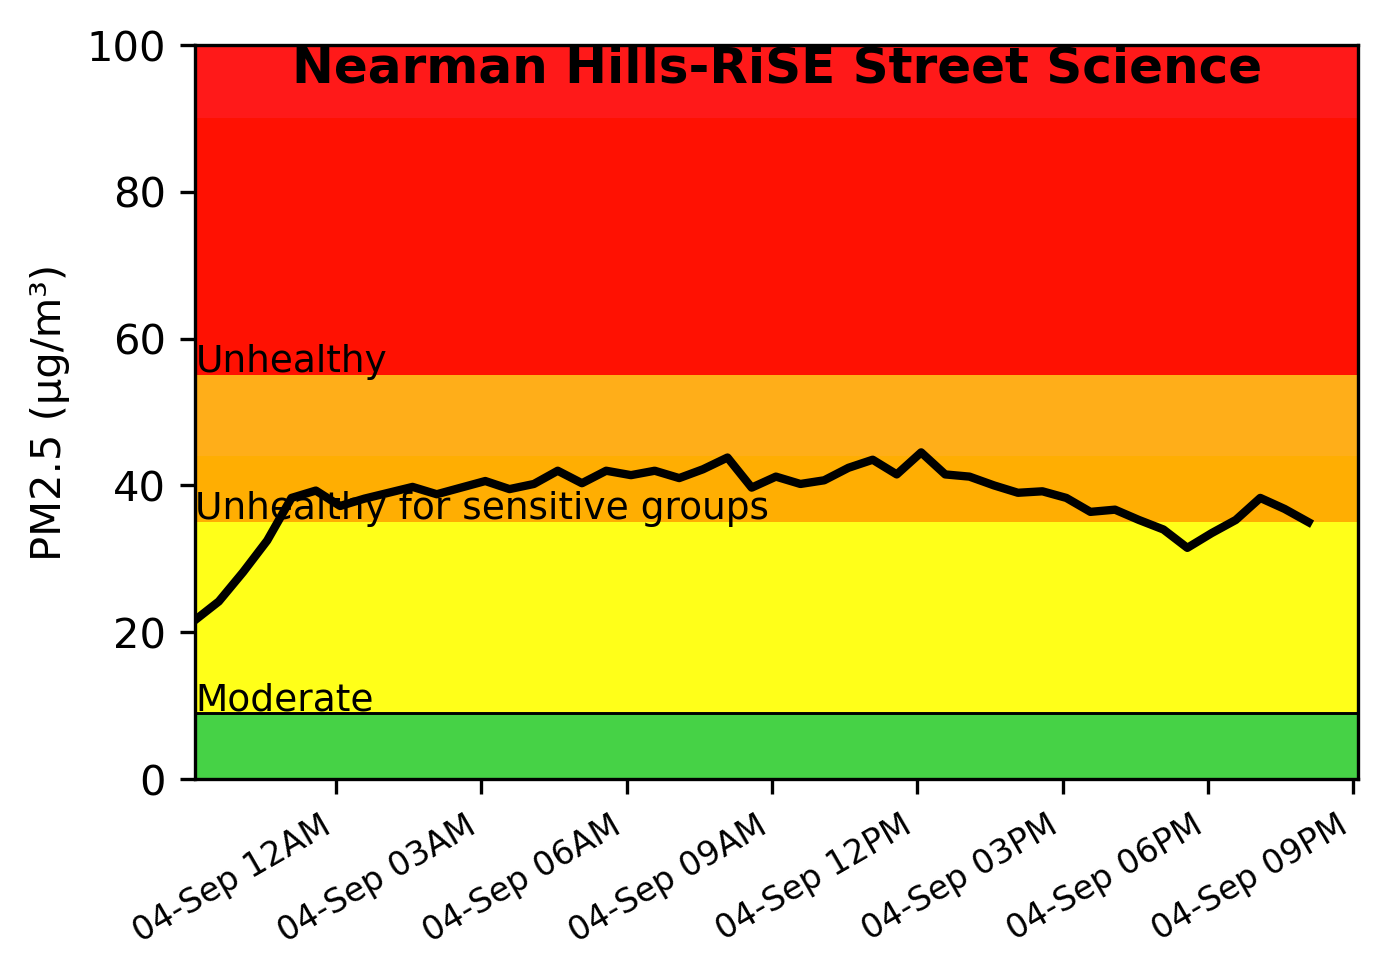 Nearman Hills-RiSE Street Science
PM2.5 (µg/m³)
100
80
60
40
20
0
Unhealthy
Unhealthy for sensitive groups
Moderate
04-Sep 12AM
04-Sep 03AM
04-Sep 06AM
04-Sep 09AM
04-Sep 12PM
04-Sep 03PM
04-Sep 06PM
04-Sep 09PM